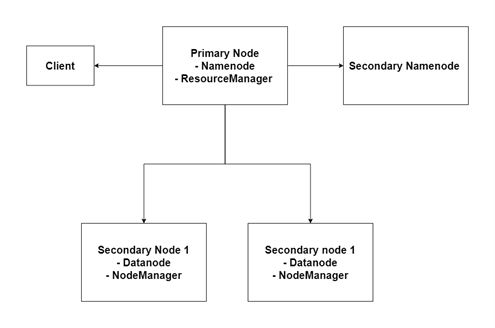 Primary Node
- Namenode
- ResourceManager
Client
Secondary Namenode
Secondary Node 1
- Datanode
- NodeManager
Secondary node 1
- Datanode
- NodeManager